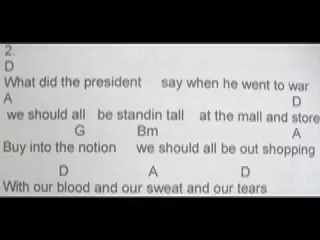 2.
D
What did the president say when he went to war
A D
we should all be standin tall at the mall and store
G Bm A
Buy into the notion we should all be out shopping
D A D
With our blood and our sweat and our tears